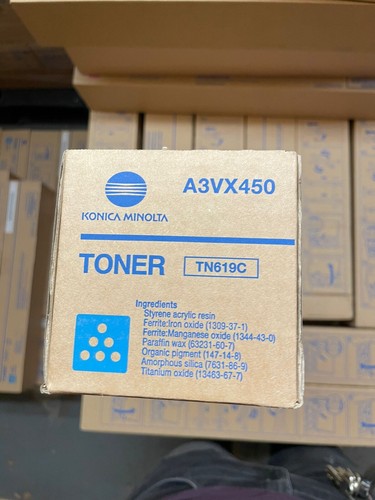 KONICA MINOLTA
A3VX450
TONER
TN619C
Ingredients
Styrene acrylic resin
Ferrite:Iron oxide (1309-37-1)
Ferrite:Manganese oxide (1344-43-0)
Paraffin wax (63231-60-7)
Organic pigment (147-14-8)
Amorphous silica (7631-86-9)
Titanium oxide (13463-67-7)